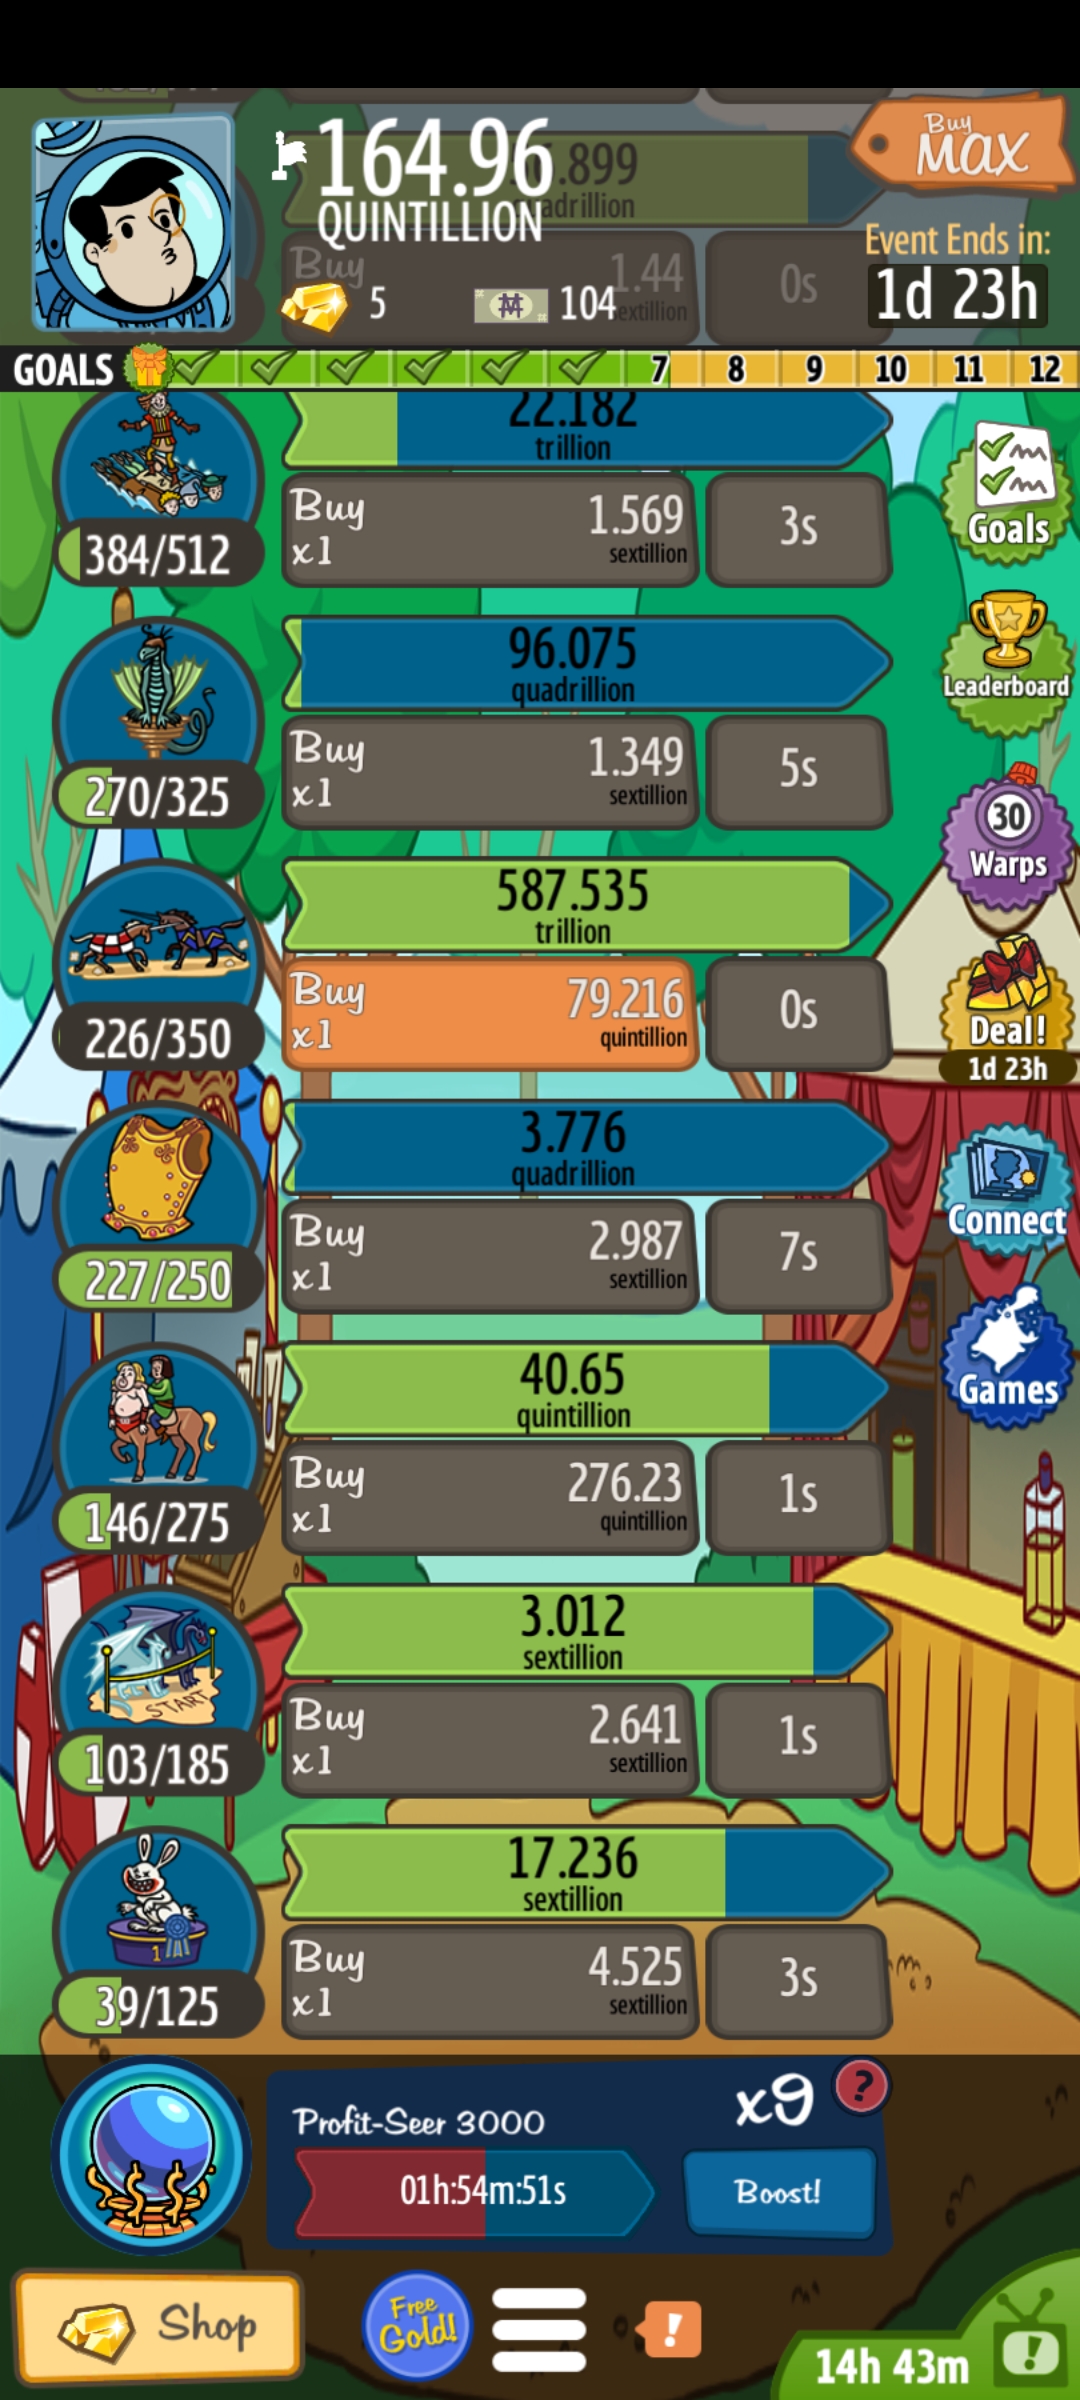 164.96
QUINTILLION
Buy
MAX
.899
quadrillion
Buy
1.44
sextillion
0s
5
104
Event Ends in:
1d 23h
GOALS
7
8
9
10
11
12
22.182
trillion
384/512
Buy
x1
1.569
sextillion
3s
Goals
96.075
quadrillion
270/325
Buy
x1
1.349
sextillion
5s
Leaderboard
587.535
trillion
226/350
Buy
x1
79.216
quintillion
0s
30
Warps
Deal!
1d 23h
3.776
quadrillion
227/250
Buy
x1
2.987
sextillion
7s
Connect
40.65
quintillion
146/275
Buy
x1
276.23
quintillion
1s
Games
3.012
sextillion
START
103/185
Buy
x1
2.641
sextillion
1s
17.236
sextillion
1
39/125
Buy
x1
4.525
sextillion
3s
Profit-Seer 3000
x9
?
01h:54m:51s
Boost!
Shop
Free
Gold!
!
14h 43m
!